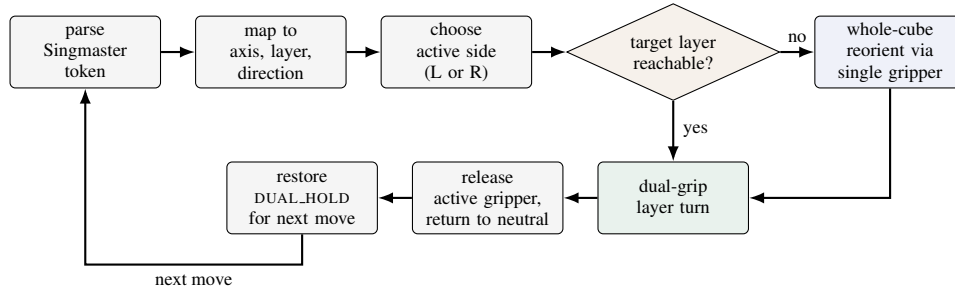 parse
Singmaster
token
map to
axis, layer,
direction
choose
active side
(L or R)
target layer
reachable?
no
whole-cube
reorient via
single gripper
yes
restore
DUAL_HOLD
for next move
release
active gripper,
return to neutral
dual-grip
layer turn
next move